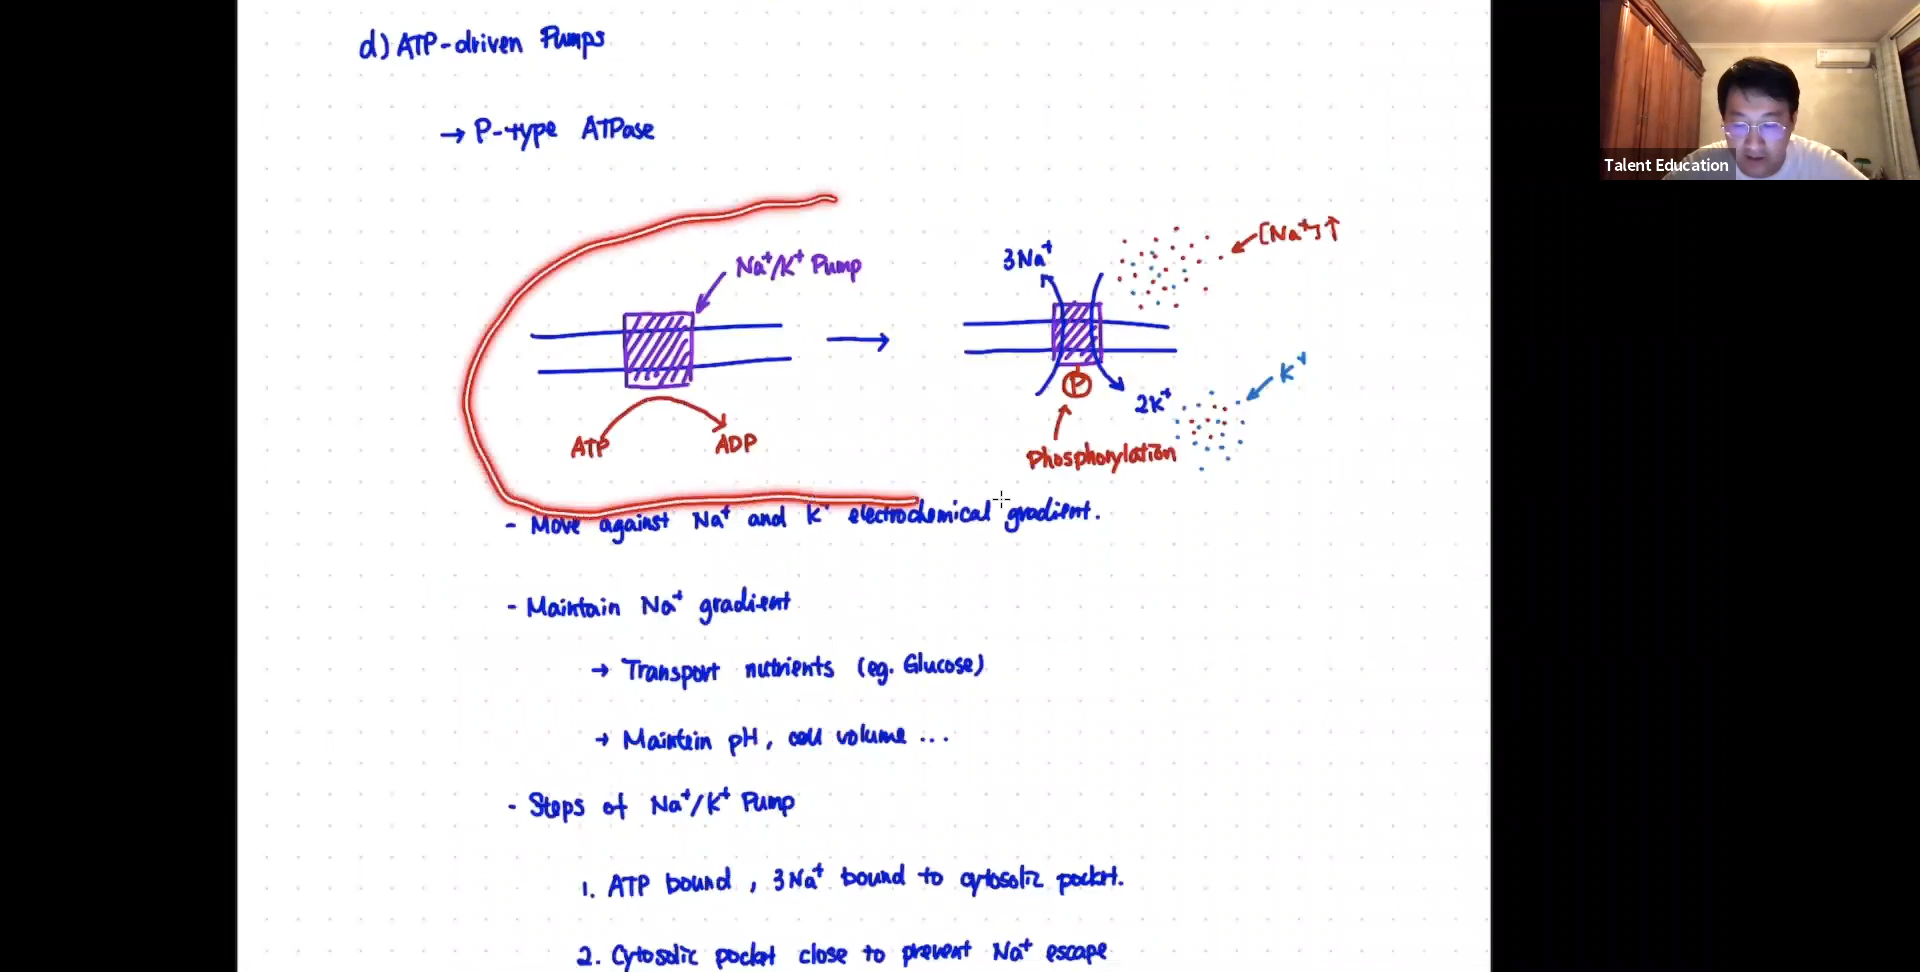 d) ATP-driven Pumps
→ P-type ATPase
Talent Education
Na⁺/K⁺ Pump
3Na⁺
[Na⁺]↑
K⁺
P
2K⁺
ATP
ADP
Phosphorylation
- Move against Na⁺ and K⁺ electrochemical gradient.
- Maintain Na⁺ gradient
→ Transport nutrients (eg. Glucose)
→ Maintain pH, cell volume ...
- Steps of Na⁺/K⁺ Pump
1. ATP bound, 3Na⁺ bound to cytosolic pocket.
2. Cytosolic pocket close to prevent Na⁺ escape